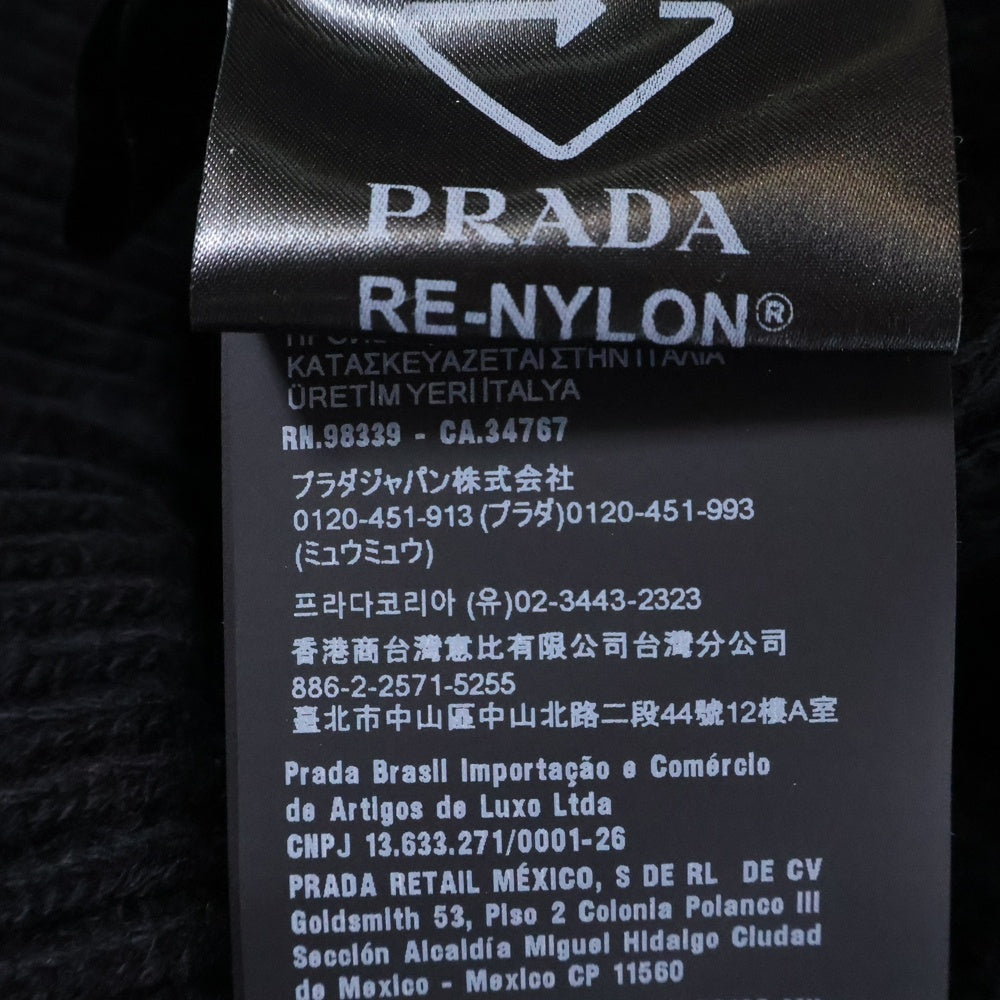 PRADA
RE-NYLON®
ΚΑΤΑΣΚΕΥΑΖΕΤΑΙ ΣΤΗΝ ΙΤΑΛΙΑ
ÜRETİM YERİ İTALYA
RN.98339 - CA.34767
プラダジャパン株式会社
0120-451-913 (プラダ)0120-451-993
(ミュウミュウ)
프라다코리아 (유)02-3443-2323
香港商台灣意比有限公司台灣分公司
886-2-2571-5255
臺北市中山區中山北路二段44號12樓A室
Prada Brasil Importação e Comércio
de Artigos de Luxo Ltda
CNPJ 13.633.271/0001-26
PRADA RETAIL MÉXICO, S DE RL DE CV
Goldsmith 53, Piso 2 Colonia Polanco III
Sección Alcaldía Miguel Hidalgo Ciudad
de Mexico - Mexico CP 11560